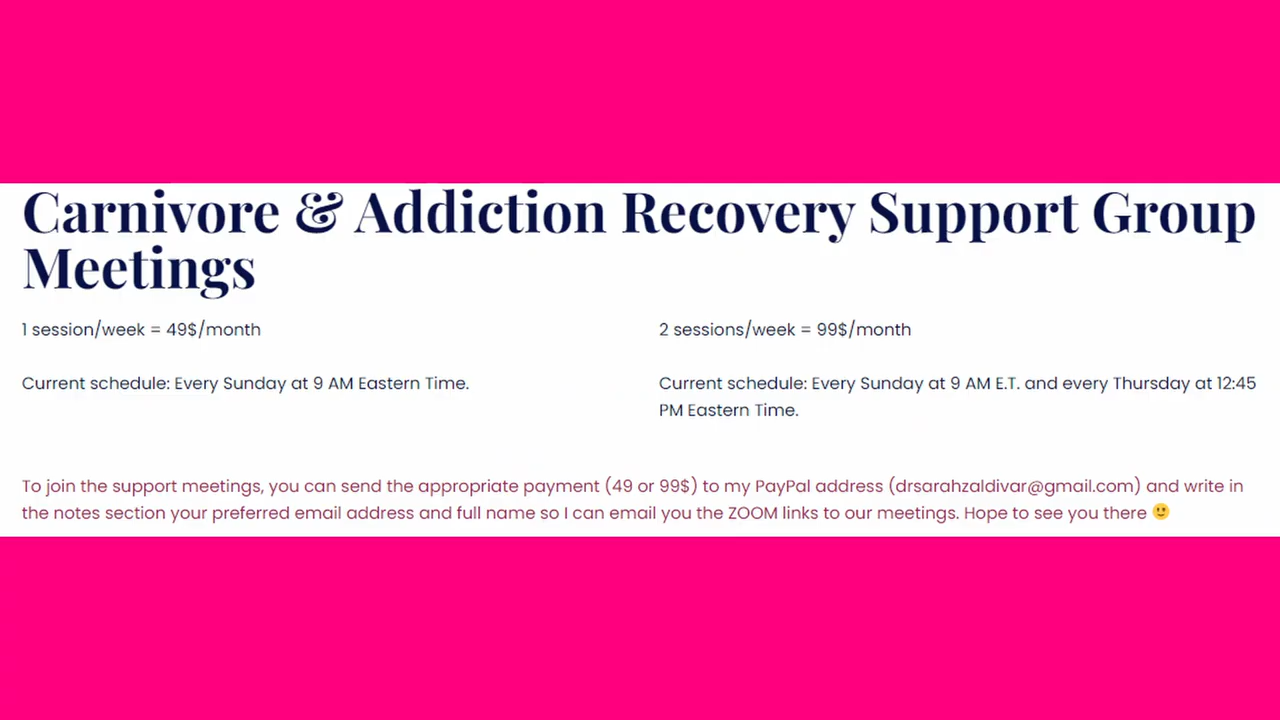 Carnivore & Addiction Recovery Support Group
Meetings
1 session/week = 49$/month
Current schedule: Every Sunday at 9 AM Eastern Time.
2 sessions/week = 99$/month
Current schedule: Every Sunday at 9 AM E.T. and every Thursday at 12:45
PM Eastern Time.
To join the support meetings, you can send the appropriate payment (49 or 99$) to my PayPal address (drsarahzaldivar@gmail.com) and write in
the notes section your preferred email address and full name so I can email you the ZOOM links to our meetings. Hope to see you there 🙂